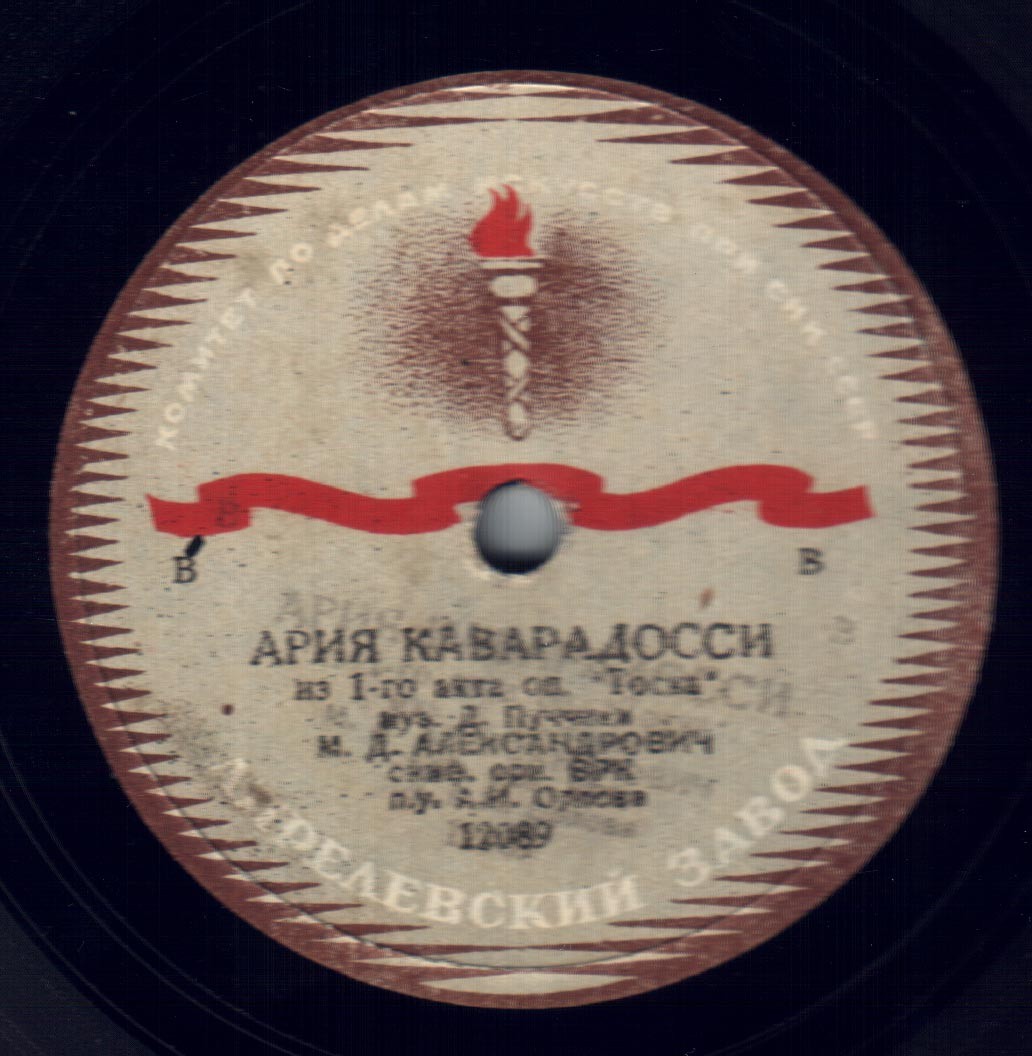 КОМИТЕТ ПО ДЕЛАМ ИСКУССТВ ПРИ СНК СССР
В В
АРИЯ КАВАРАДОССИ
из 1-го акта оп. "Тоска"
муз. Д. Пуччини
М. Д. АЛЕКСАНДРОВИЧ
симф. орк. ВРК
п.у. А.И. Орлова
12089
АПРЕЛЕВСКИЙ ЗАВОД